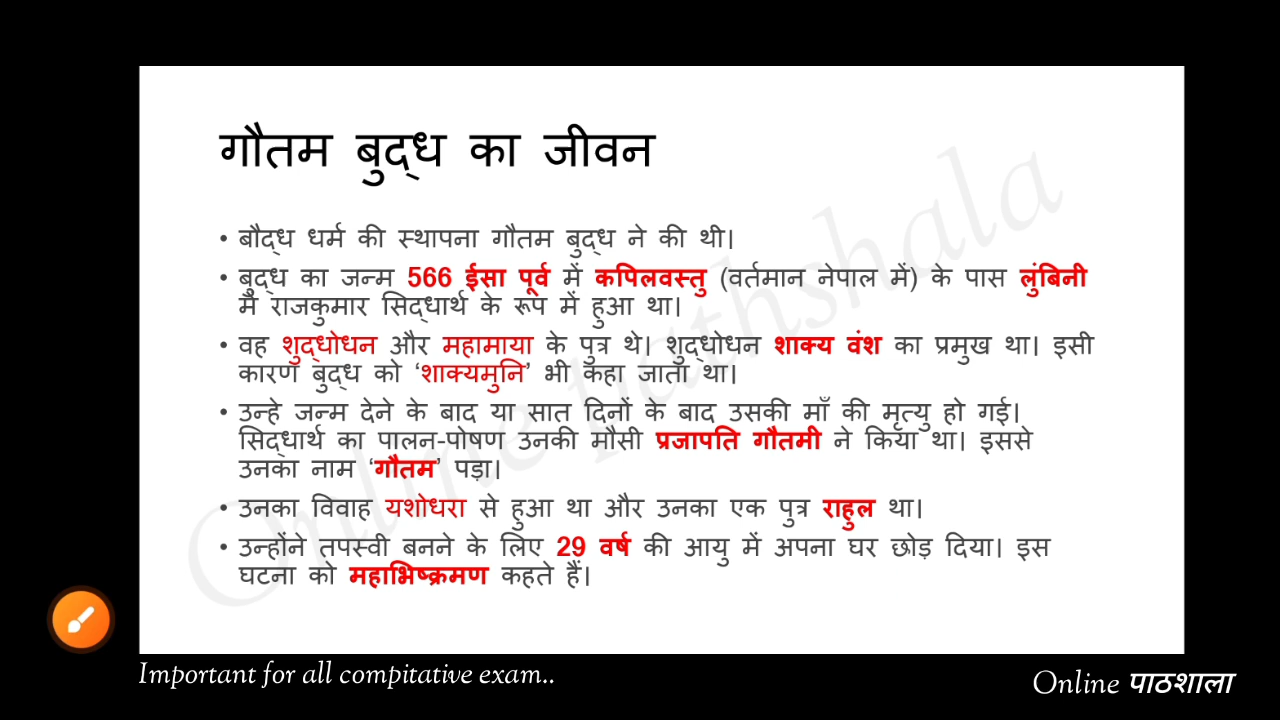 गौतम बुद्ध का जीवन
• बौद्ध धर्म की स्थापना गौतम बुद्ध ने की थी।
• बुद्ध का जन्म 566 ईसा पूर्व में कपिलवस्तु (वर्तमान नेपाल में) के पास लुंबिनी
में राजकुमार सिद्धार्थ के रूप में हुआ था।
• वह शुद्धोधन और महामाया के पुत्र थे। शुद्धोधन शाक्य वंश का प्रमुख था। इसी
कारण बुद्ध को ‘शाक्यमुनि’ भी कहा जाता था।
• उन्हे जन्म देने के बाद या सात दिनों के बाद उसकी माँ की मृत्यु हो गई।
सिद्धार्थ का पालन-पोषण उनकी मौसी प्रजापति गौतमी ने किया था। इससे
उनका नाम ‘गौतम’ पड़ा।
• उनका विवाह यशोधरा से हुआ था और उनका एक पुत्र राहुल था।
• उन्होंने तपस्वी बनने के लिए 29 वर्ष की आयु में अपना घर छोड़ दिया। इस
घटना को महाभिष्क्रमण कहते हैं।
Online pathshala
Important for all compitative exam..
Online पाठशाला